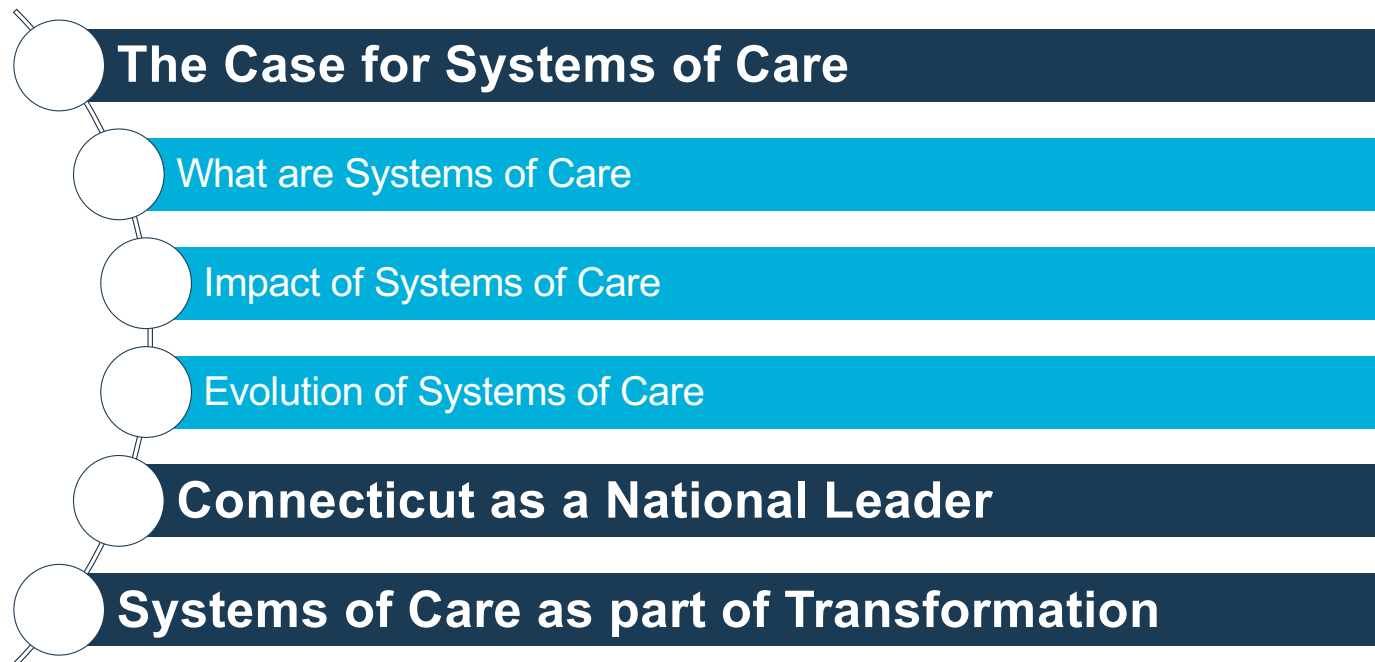 The Case for Systems of Care
What are Systems of Care
Impact of Systems of Care
Evolution of Systems of Care
Connecticut as a National Leader
Systems of Care as part of Transformation